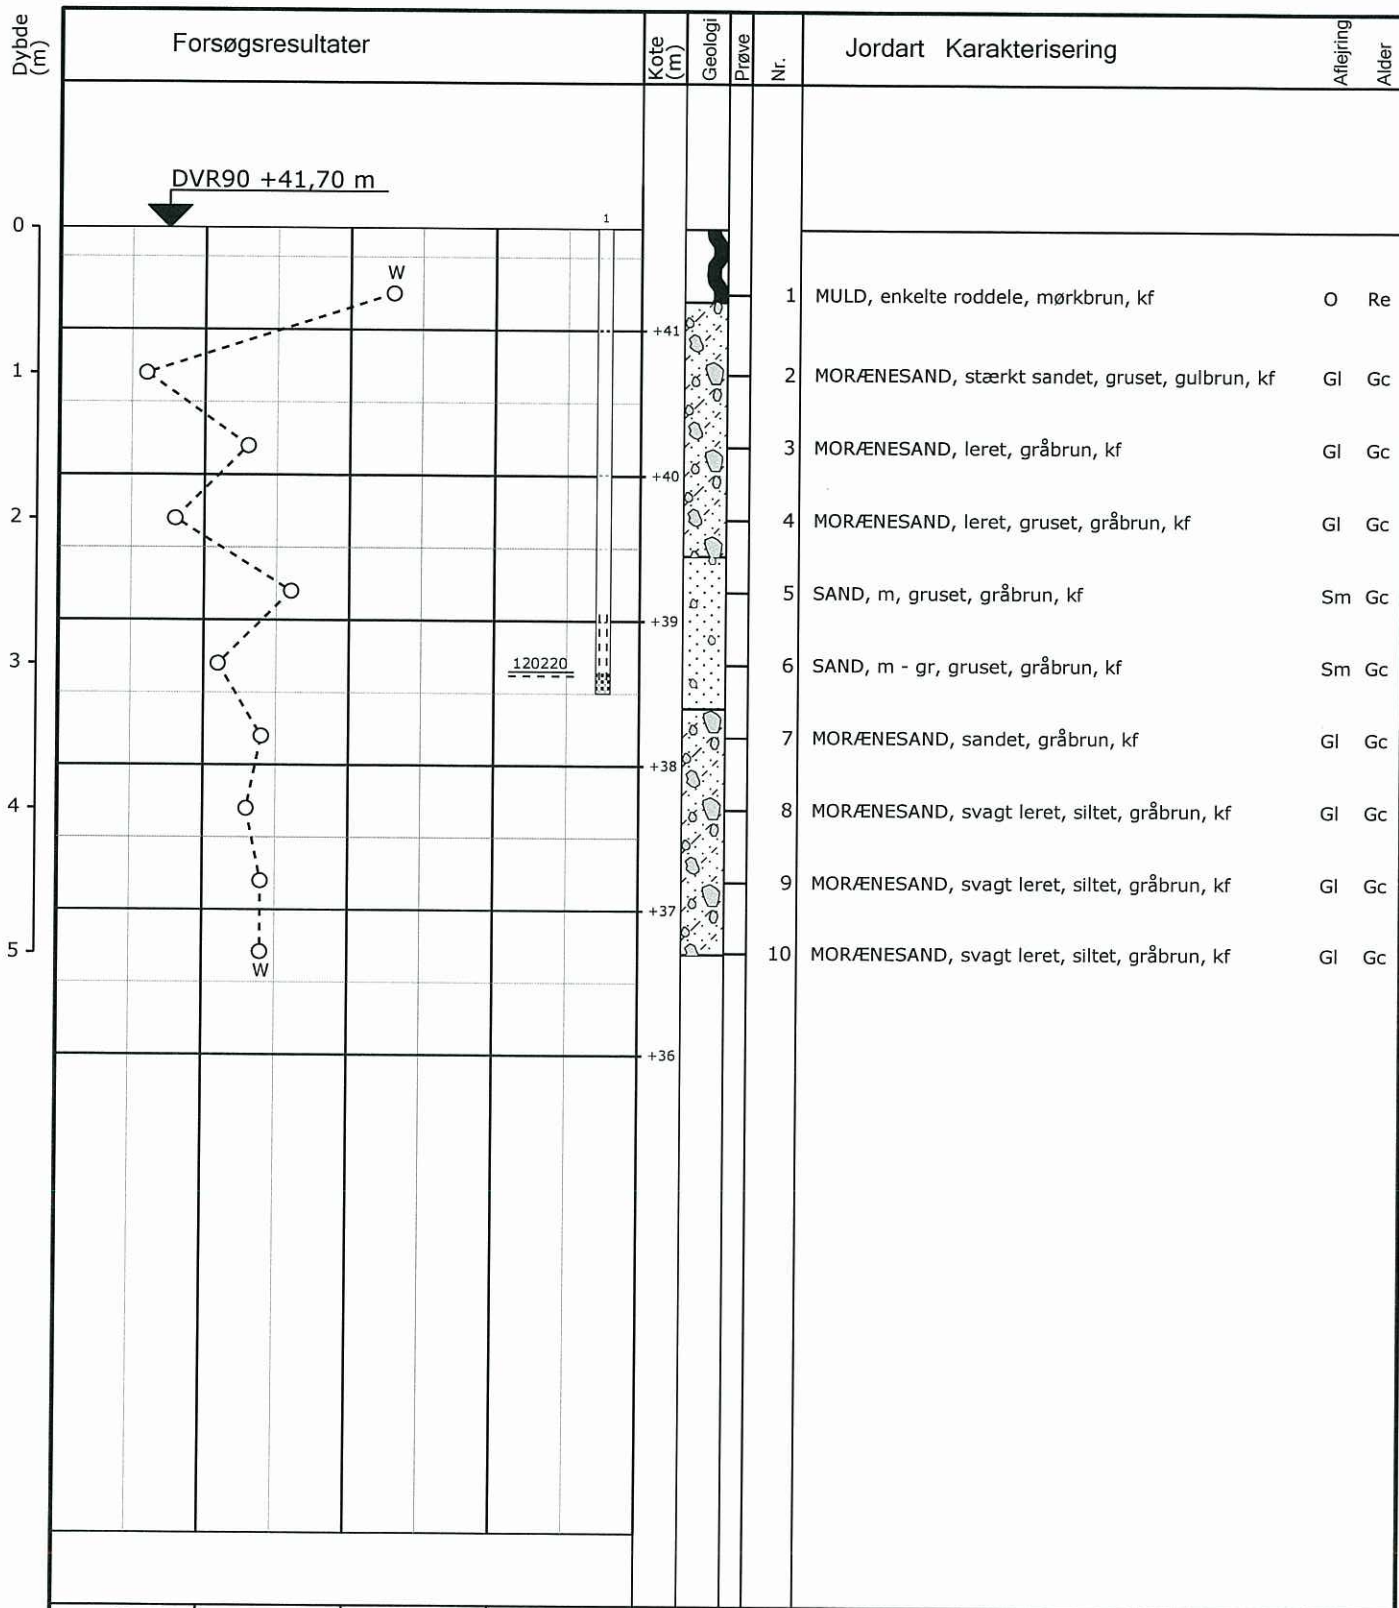 Dybde (m)
Forsøgsresultater
Kote (m)
Geologi
Prøve
Nr.
Jordart Karakterisering
Aflejring
Alder
DVR90 +41,70 m
0
1
W
1 MULD, enkelte roddele, mørkbrun, kf O Re
+41
1
2 MORÆNESAND, stærkt sandet, gruset, gulbrun, kf Gl Gc
3 MORÆNESAND, leret, gråbrun, kf Gl Gc
+40
2
4 MORÆNESAND, leret, gruset, gråbrun, kf Gl Gc
5 SAND, m, gruset, gråbrun, kf Sm Gc
+39
3
120220
6 SAND, m - gr, gruset, gråbrun, kf Sm Gc
7 MORÆNESAND, sandet, gråbrun, kf Gl Gc
+38
4
8 MORÆNESAND, svagt leret, siltet, gråbrun, kf Gl Gc
9 MORÆNESAND, svagt leret, siltet, gråbrun, kf Gl Gc
+37
5
W
10 MORÆNESAND, svagt leret, siltet, gråbrun, kf Gl Gc
+36